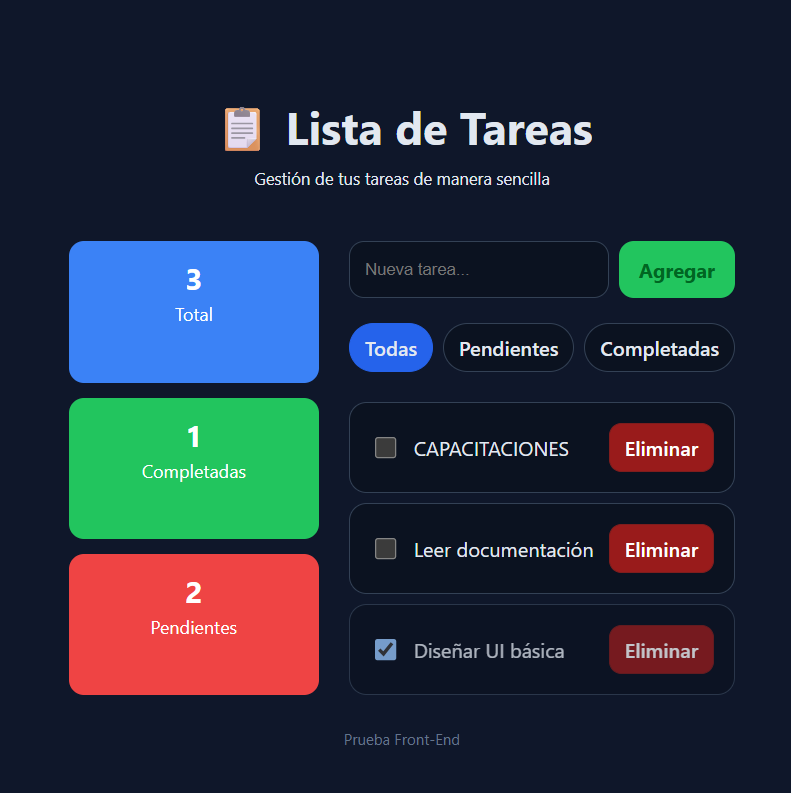 Lista de Tareas
Gestión de tus tareas de manera sencilla
3
Total
1
Completadas
2
Pendientes
Nueva tarea...
Agregar
Todas
Pendientes
Completadas
CAPACITACIONES
Eliminar
Leer documentación
Eliminar
Diseñar UI básica
Eliminar
Prueba Front-End